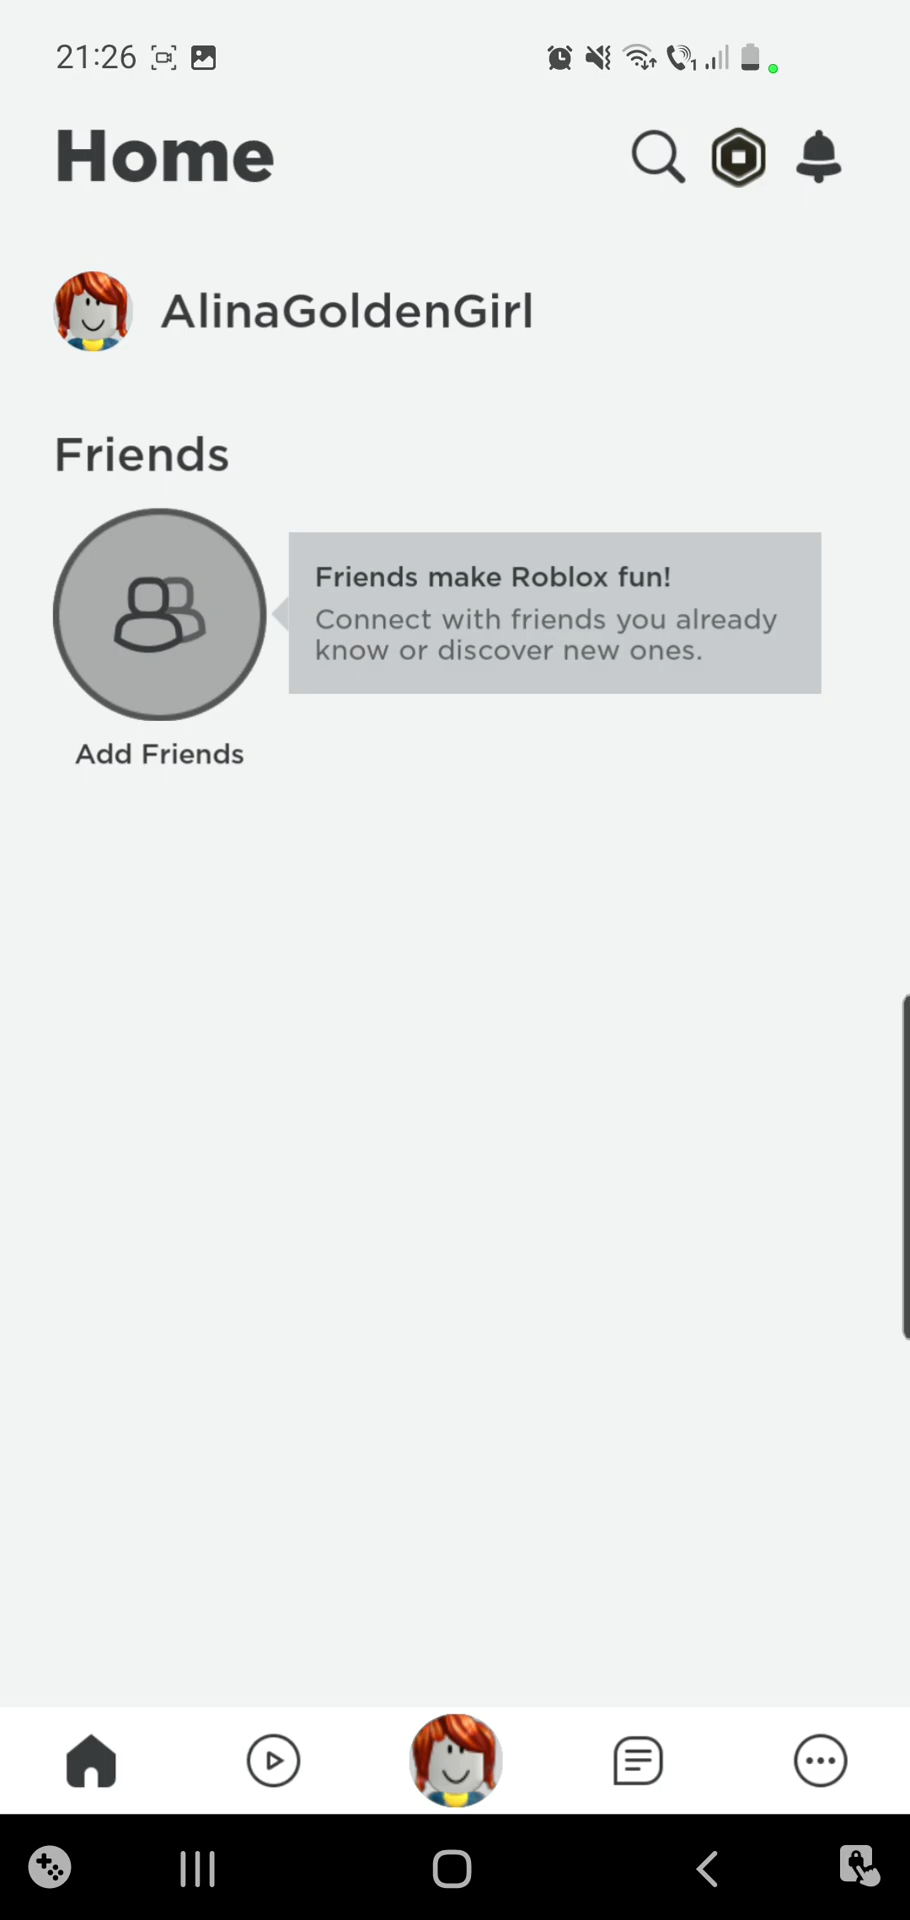 21:26
Home
AlinaGoldenGirl
Friends
Friends make Roblox fun!
Connect with friends you already
know or discover new ones.
Add Friends